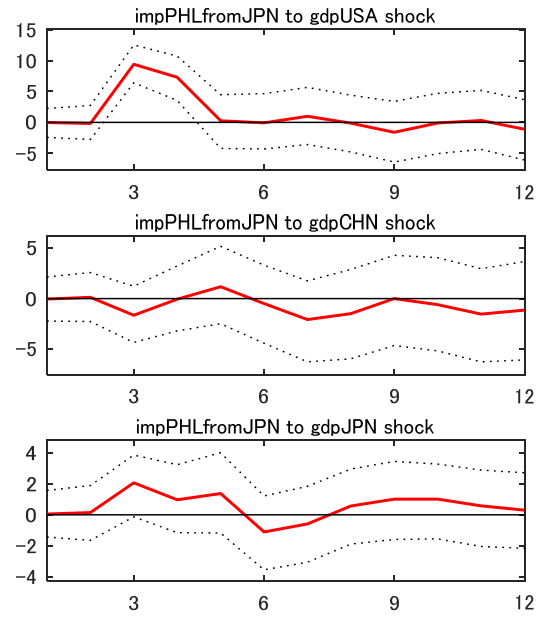 impPHLfromJPN to gdpUSA shock
15
10
5
0
-5
3 6 9 12
impPHLfromJPN to gdpCHN shock
5
0
-5
3 6 9 12
impPHLfromJPN to gdpJPN shock
4
2
0
-2
-4
3 6 9 12